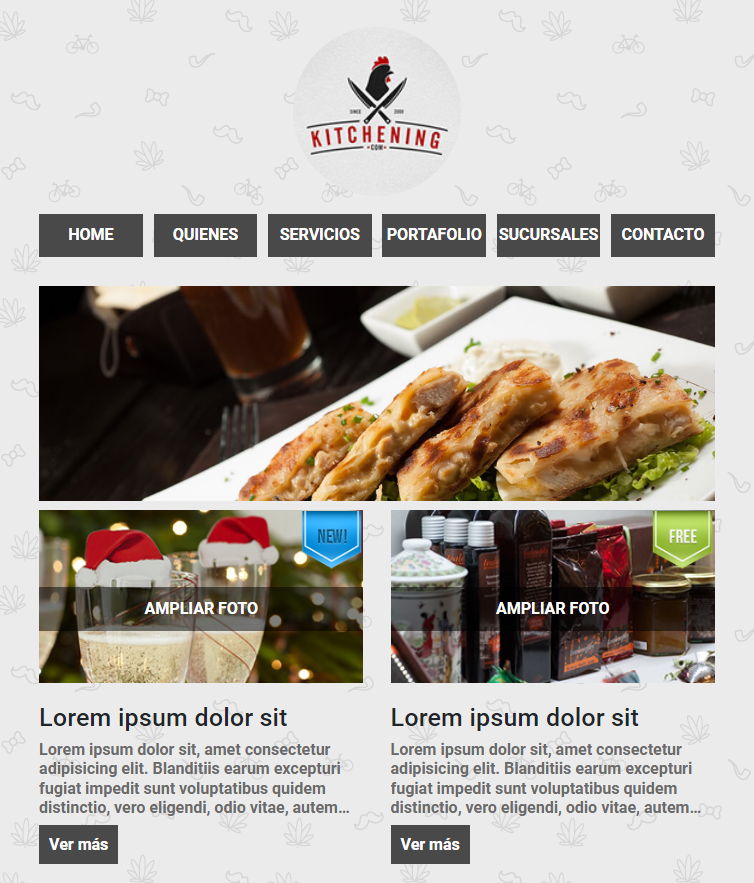 SINCE 2000
KITCHENING
COM
HOME QUIENES SERVICIOS PORTAFOLIO SUCURSALES CONTACTO
NEW!
AMPLIAR FOTO
FREE
AMPLIAR FOTO
Lorem ipsum dolor sit
Lorem ipsum dolor sit, amet consectetur
adipisicing elit. Blanditiis earum excepturi
fugiat impedit sunt voluptatibus quidem
distinctio, vero eligendi, odio vitae, autem...
Ver más
Lorem ipsum dolor sit
Lorem ipsum dolor sit, amet consectetur
adipisicing elit. Blanditiis earum excepturi
fugiat impedit sunt voluptatibus quidem
distinctio, vero eligendi, odio vitae, autem...
Ver más